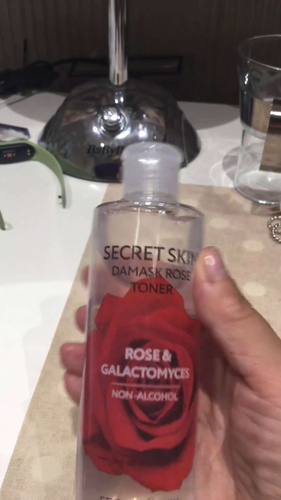 SECRET SKIN
DAMASK ROSE
TONER
ROSE &
GALACTOMYCES
NON-ALCOHOL